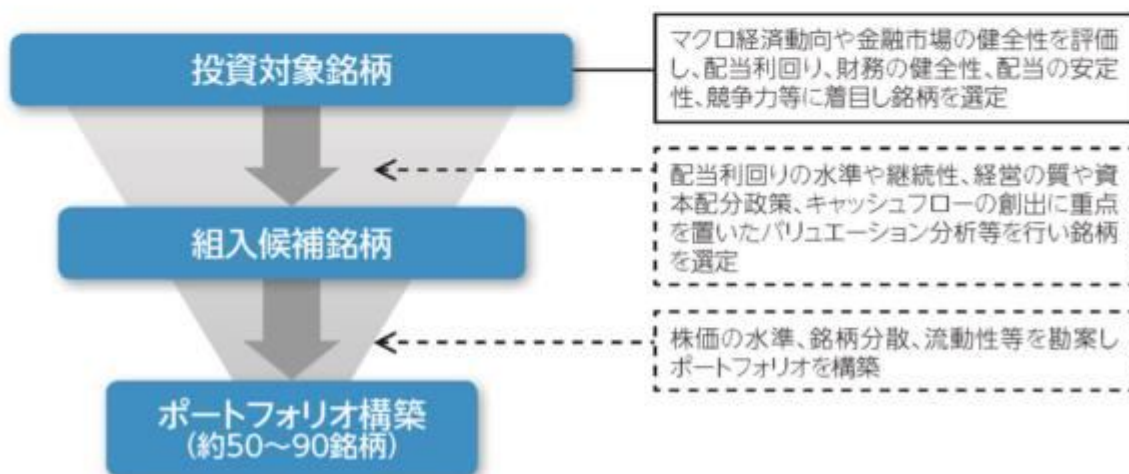 投資対象銘柄
マクロ経済動向や金融市場の健全性を評価
し、配当利回り、財務の健全性、配当の安定
性、競争力等に着目し銘柄を選定
配当利回りの水準や継続性、経営の質や資
本配分政策、キャッシュフローの創出に重点
を置いたバリュエーション分析等を行い銘柄
を選定
組入候補銘柄
株価の水準、銘柄分散、流動性等を勘案し
ポートフォリオを構築
ポートフォリオ構築
(約50～90銘柄)